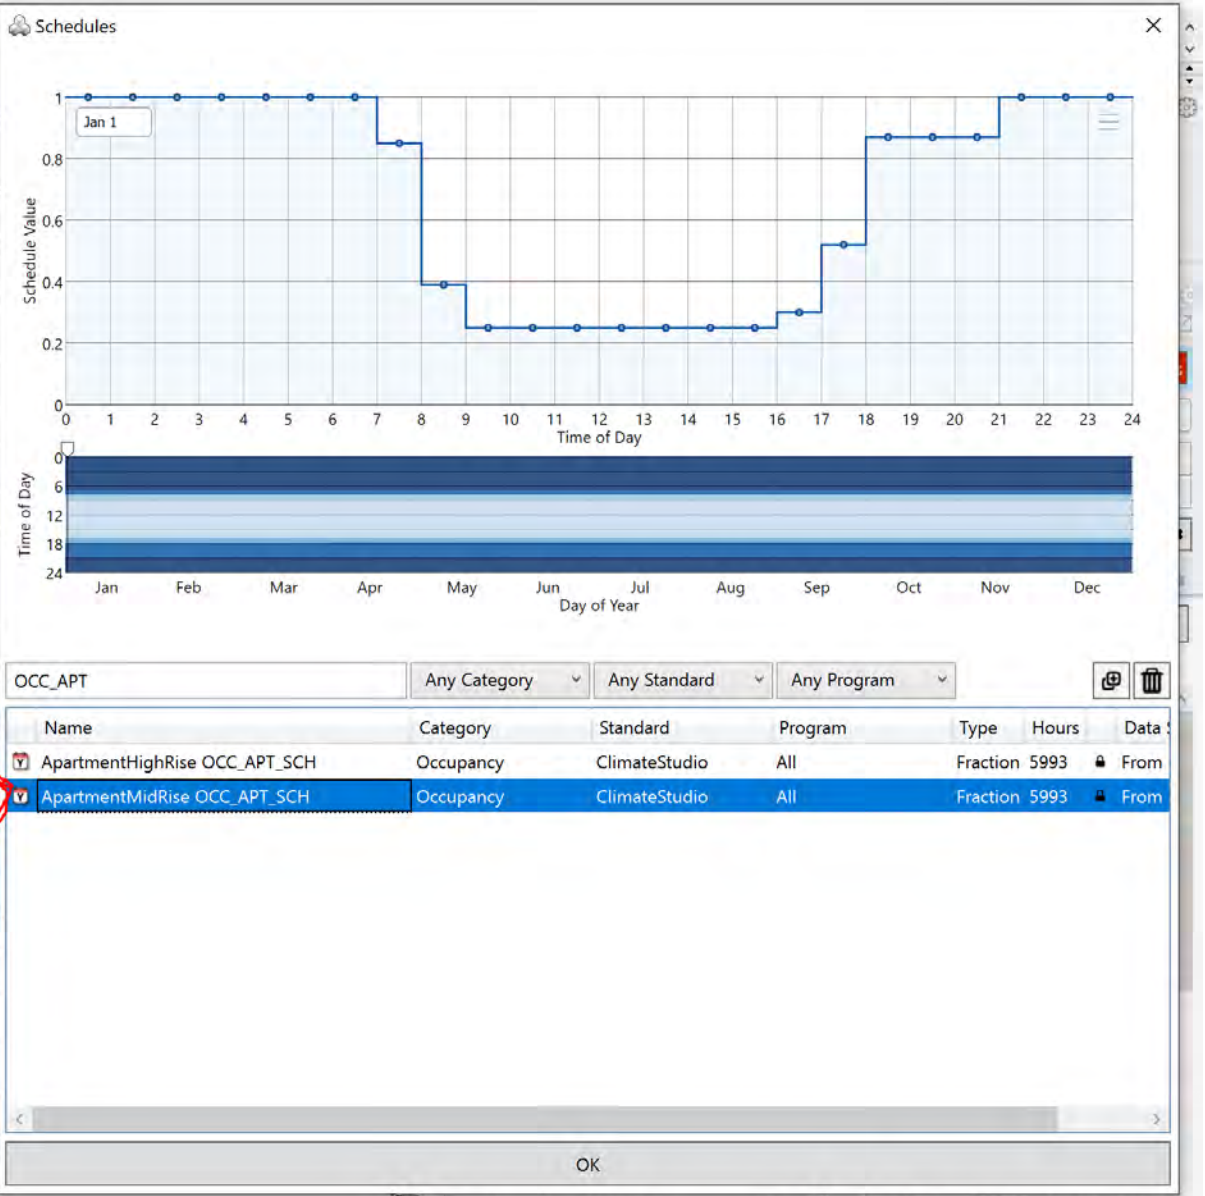 Schedules
1
Jan 1
0.8
0.6
0.4
0.2
0
Schedule Value
0 1 2 3 4 5 6 7 8 9 10 11 12 13 14 15 16 17 18 19 20 21 22 23 24
Time of Day
0
6
12
18
24
Time of Day
Jan Feb Mar Apr May Jun Jul Aug Sep Oct Nov Dec
Day of Year
OCC_APT Any Category Any Standard Any Program
Name Category Standard Program Type Hours Data
ApartmentHighRise OCC_APT_SCH Occupancy ClimateStudio All Fraction 5993 From
ApartmentMidRise OCC_APT_SCH Occupancy ClimateStudio All Fraction 5993 From
OK